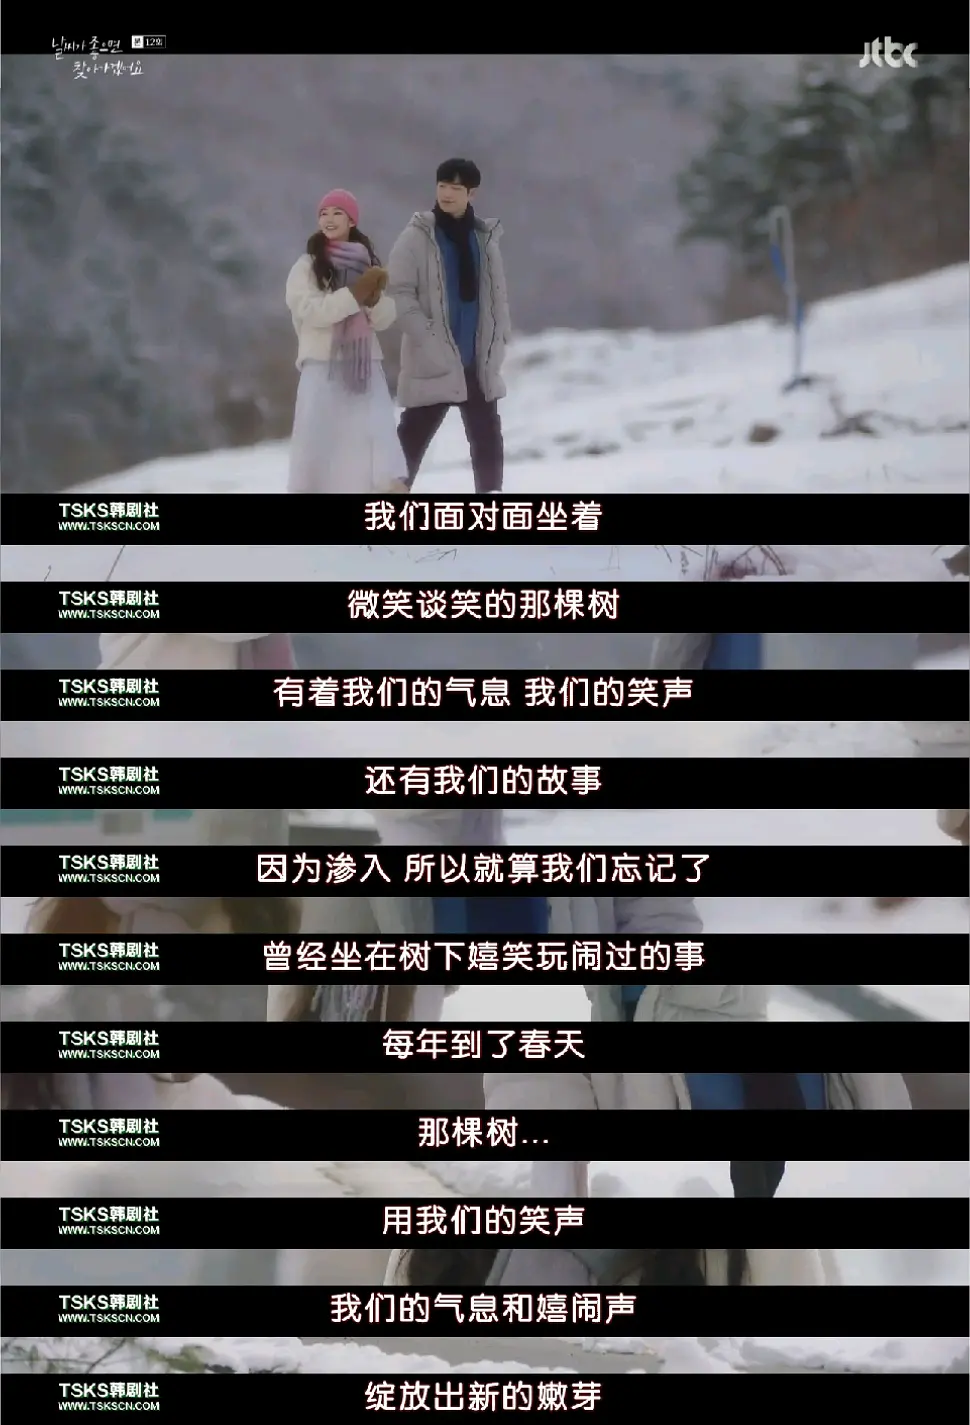 날씨가 좋으면 본 12회
찾아가겠어요
jtbc
TSKS韩剧社
WWW.TSKSCN.COM
我们面对面坐着
TSKS韩剧社
WWW.TSKSCN.COM
微笑谈笑的那棵树
TSKS韩剧社
WWW.TSKSCN.COM
有着我们的气息 我们的笑声
TSKS韩剧社
WWW.TSKSCN.COM
还有我们的故事
TSKS韩剧社
WWW.TSKSCN.COM
因为渗入 所以就算我们忘记了
TSKS韩剧社
WWW.TSKSCN.COM
曾经坐在树下嬉笑玩闹过的事
TSKS韩剧社
WWW.TSKSCN.COM
每年到了春天
TSKS韩剧社
WWW.TSKSCN.COM
那棵树...
TSKS韩剧社
WWW.TSKSCN.COM
用我们的笑声
TSKS韩剧社
WWW.TSKSCN.COM
我们的气息和嬉闹声
TSKS韩剧社
WWW.TSKSCN.COM
绽放出新的嫩芽